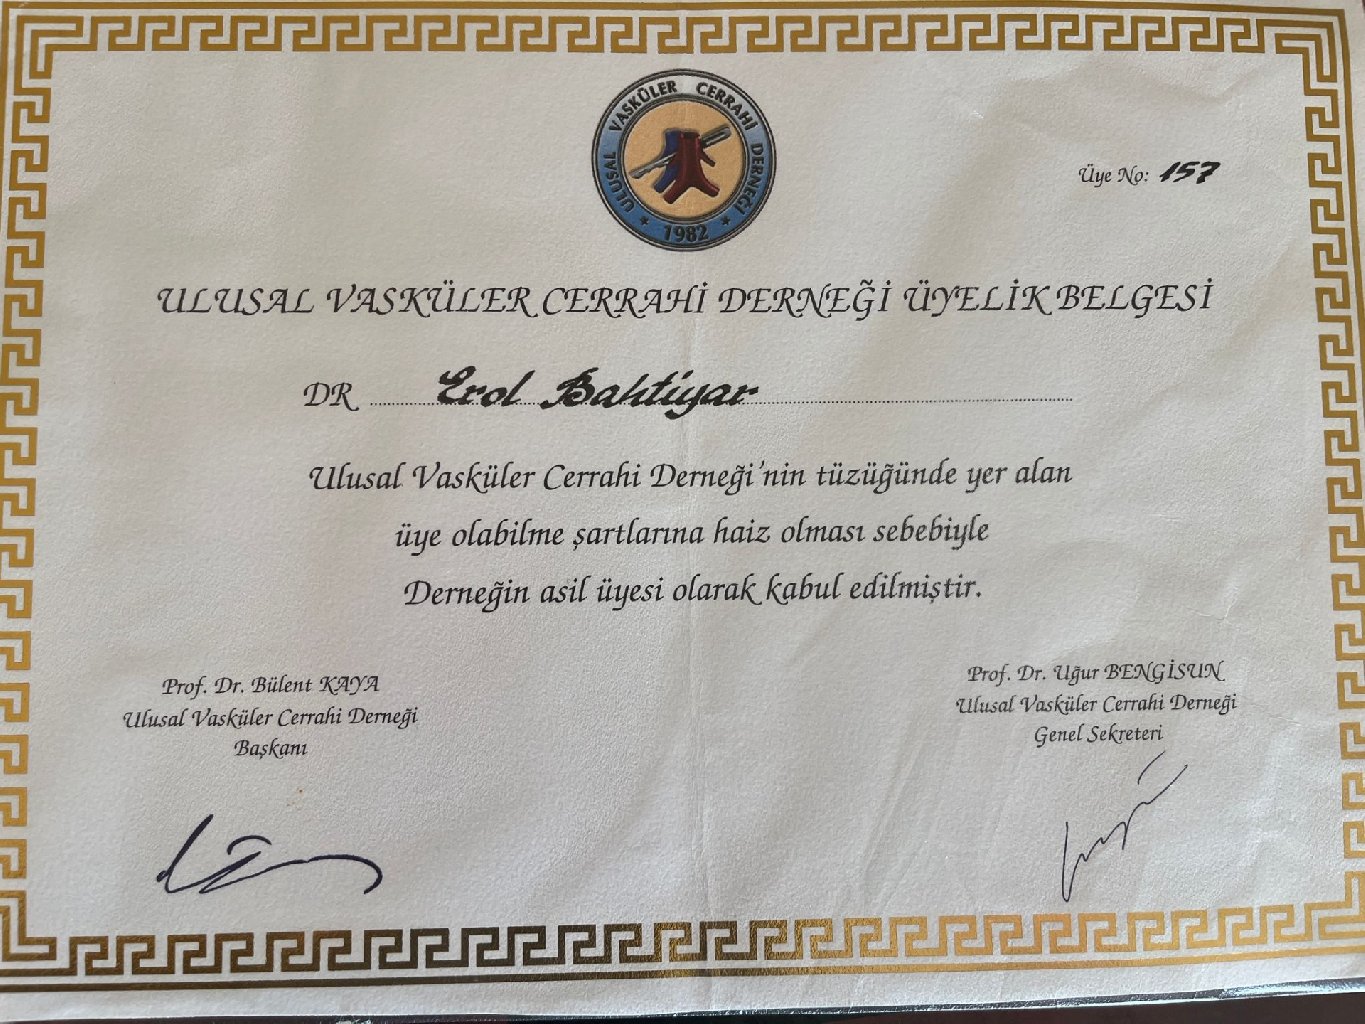 ULUSAL VASKÜLER CERRAHİ DERNEĞİ
★ 1982 ★
Üye No: 157
ULUSAL VASKÜLER CERRAHİ DERNEĞİ ÜYELİK BELGESİ
DR Erol Bahtiyar
Ulusal Vasküler Cerrahi Derneği'nin tüzüğünde yer alan
üye olabilme şartlarına haiz olması sebebiyle
Derneğin asil üyesi olarak kabul edilmiştir.
Prof. Dr. Bülent KAYA
Ulusal Vasküler Cerrahi Derneği
Başkanı
Prof. Dr. Uğur BENGİSUN
Ulusal Vasküler Cerrahi Derneği
Genel Sekreteri